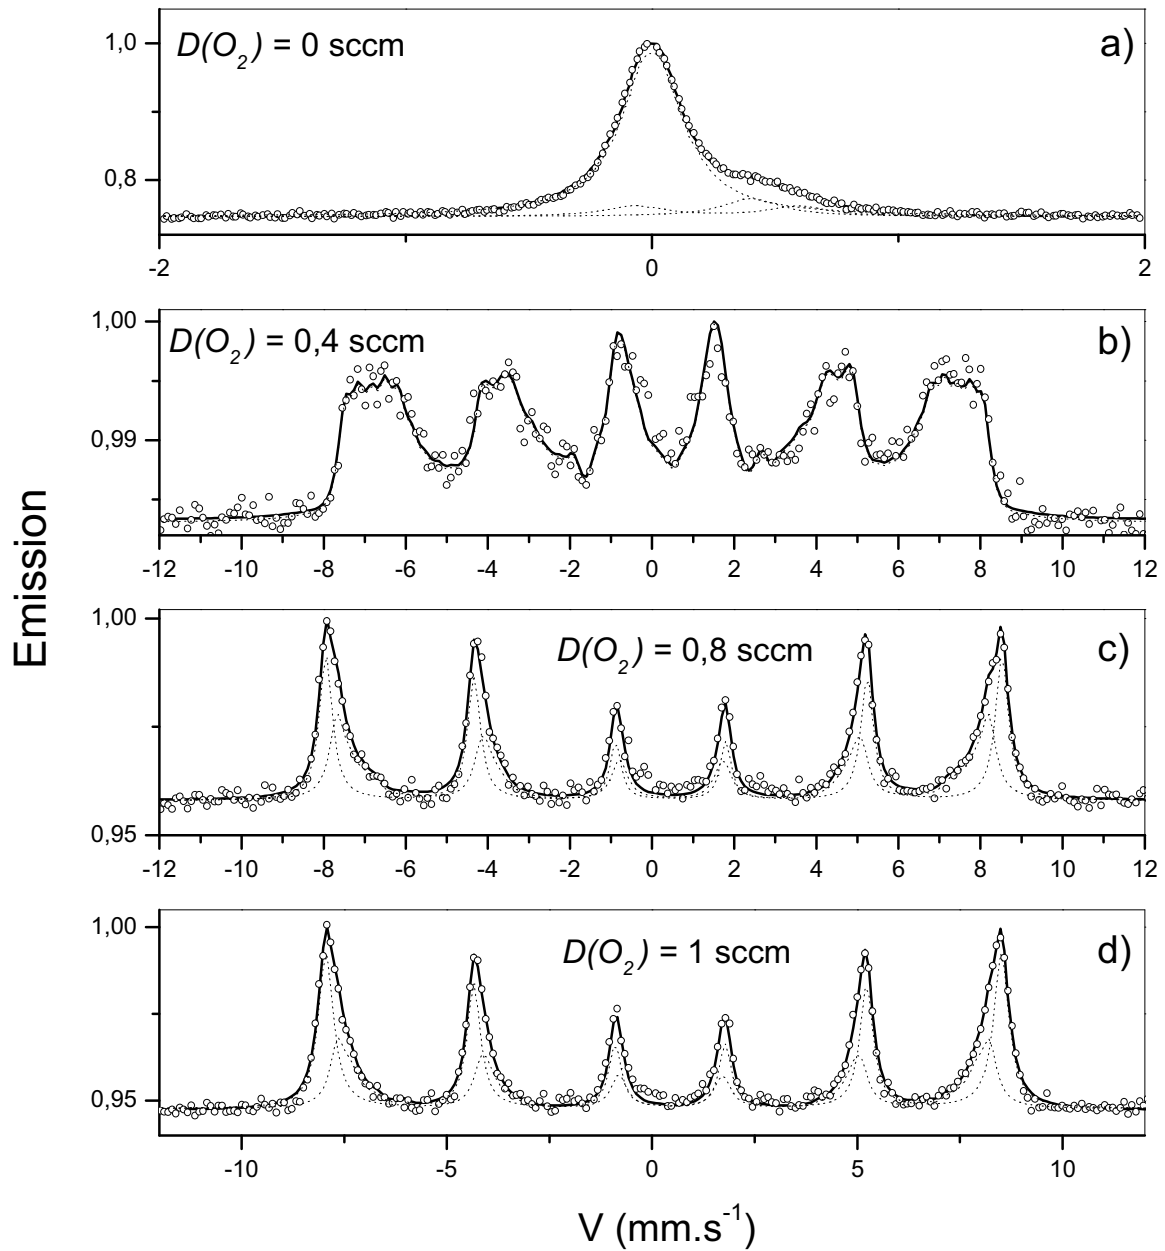 D(O₂) = 0 sccm
a)
1,0
0,8
-2 0 2
D(O₂) = 0,4 sccm
b)
1,00
0,99
-12 -10 -8 -6 -4 -2 0 2 4 6 8 10 12
D(O₂) = 0,8 sccm
c)
1,00
0,95
-12 -10 -8 -6 -4 -2 0 2 4 6 8 10 12
D(O₂) = 1 sccm
d)
1,00
0,95
-10 -5 0 5 10
Emission
V (mm.s⁻¹)